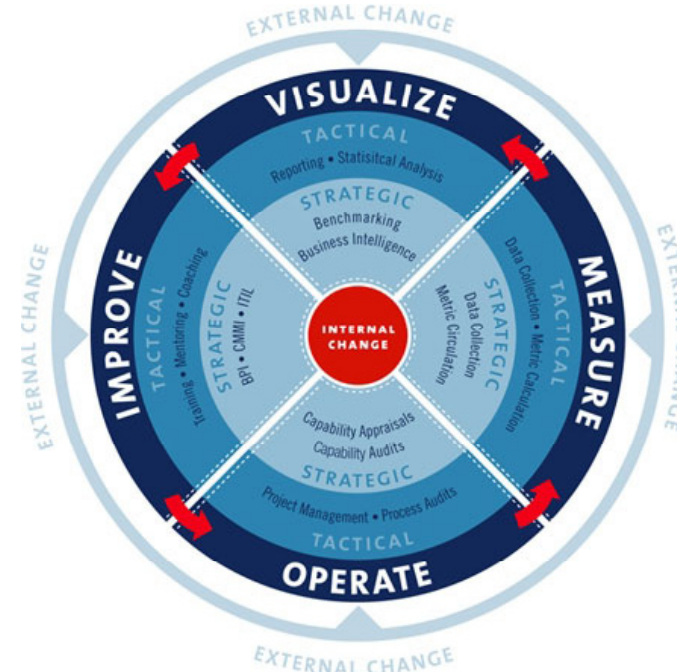 EXTERNAL CHANGE
VISUALIZE
TACTICAL
Reporting • Statisitcal Analysis
STRATEGIC
Benchmarking
Business Intelligence
EXTERNAL CHANGE
IMPROVE
TACTICAL
Training • Mentoring • Coaching
STRATEGIC
BPI • CMMI • ITIL
INTERNAL
CHANGE
Metric Circulation
Data Collection
STRATEGIC
Data Collection • Metric Calculation
TACTICAL
MEASURE
EXTERNAL CHANGE
Capability Appraisals
Capability Audits
STRATEGIC
Project Management • Process Audits
TACTICAL
OPERATE
EXTERNAL CHANGE